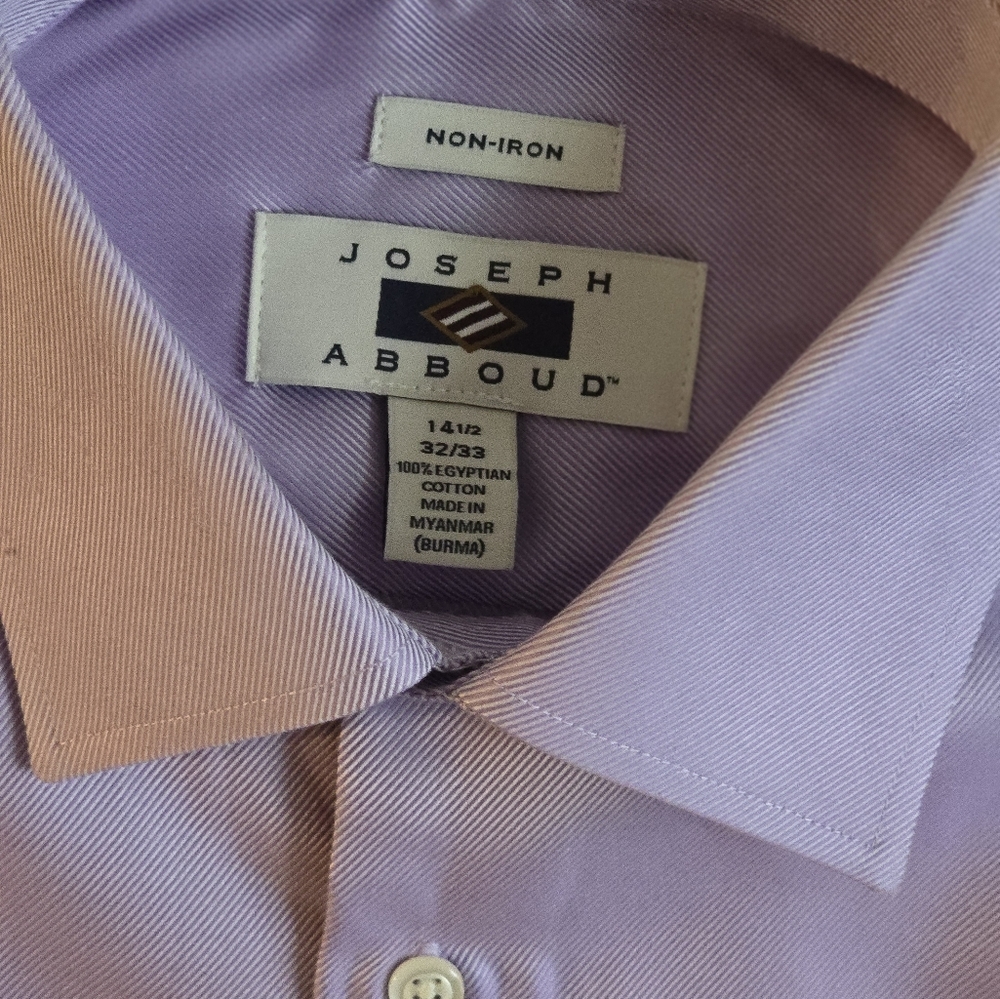 NON-IRON
JOSEPH
ABBOUD™
14 1/2
32/33
100% EGYPTIAN
COTTON
MADE IN
MYANMAR
(BURMA)